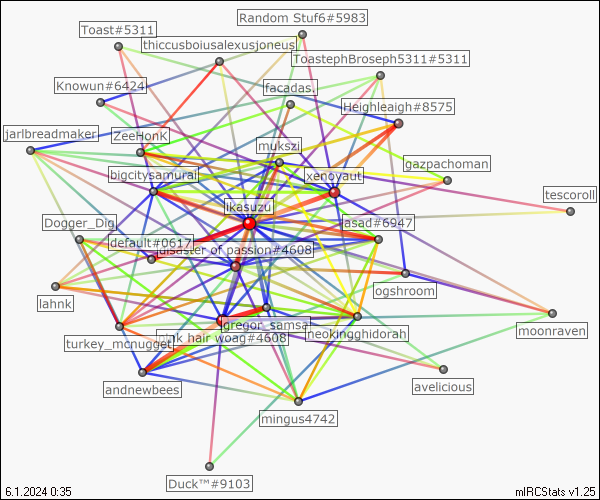 Random Stuf6#5983
Toast#5311
thiccusboiusalexusjoneus
ToastephBroseph5311#5311
Knowun#6424
facadas.
Heighleaigh#8575
jarlbreadmaker
ZeeHonK
mukszi
gazpachoman
bigcitysamurai
xenoyaut
tescoroll
likasuzu
Dogger_Dig
jasad#6947
default#0617
disaster of passion#4608
ogshroom
lahnk
gregor_samsa
moonraven
turkey_mcnugget
hair woag#4608
neokingghidorah
andnewbees
avelicious
mingus4742
Duck™#9103
6.1.2024 0:35
mIRCStats v1.25